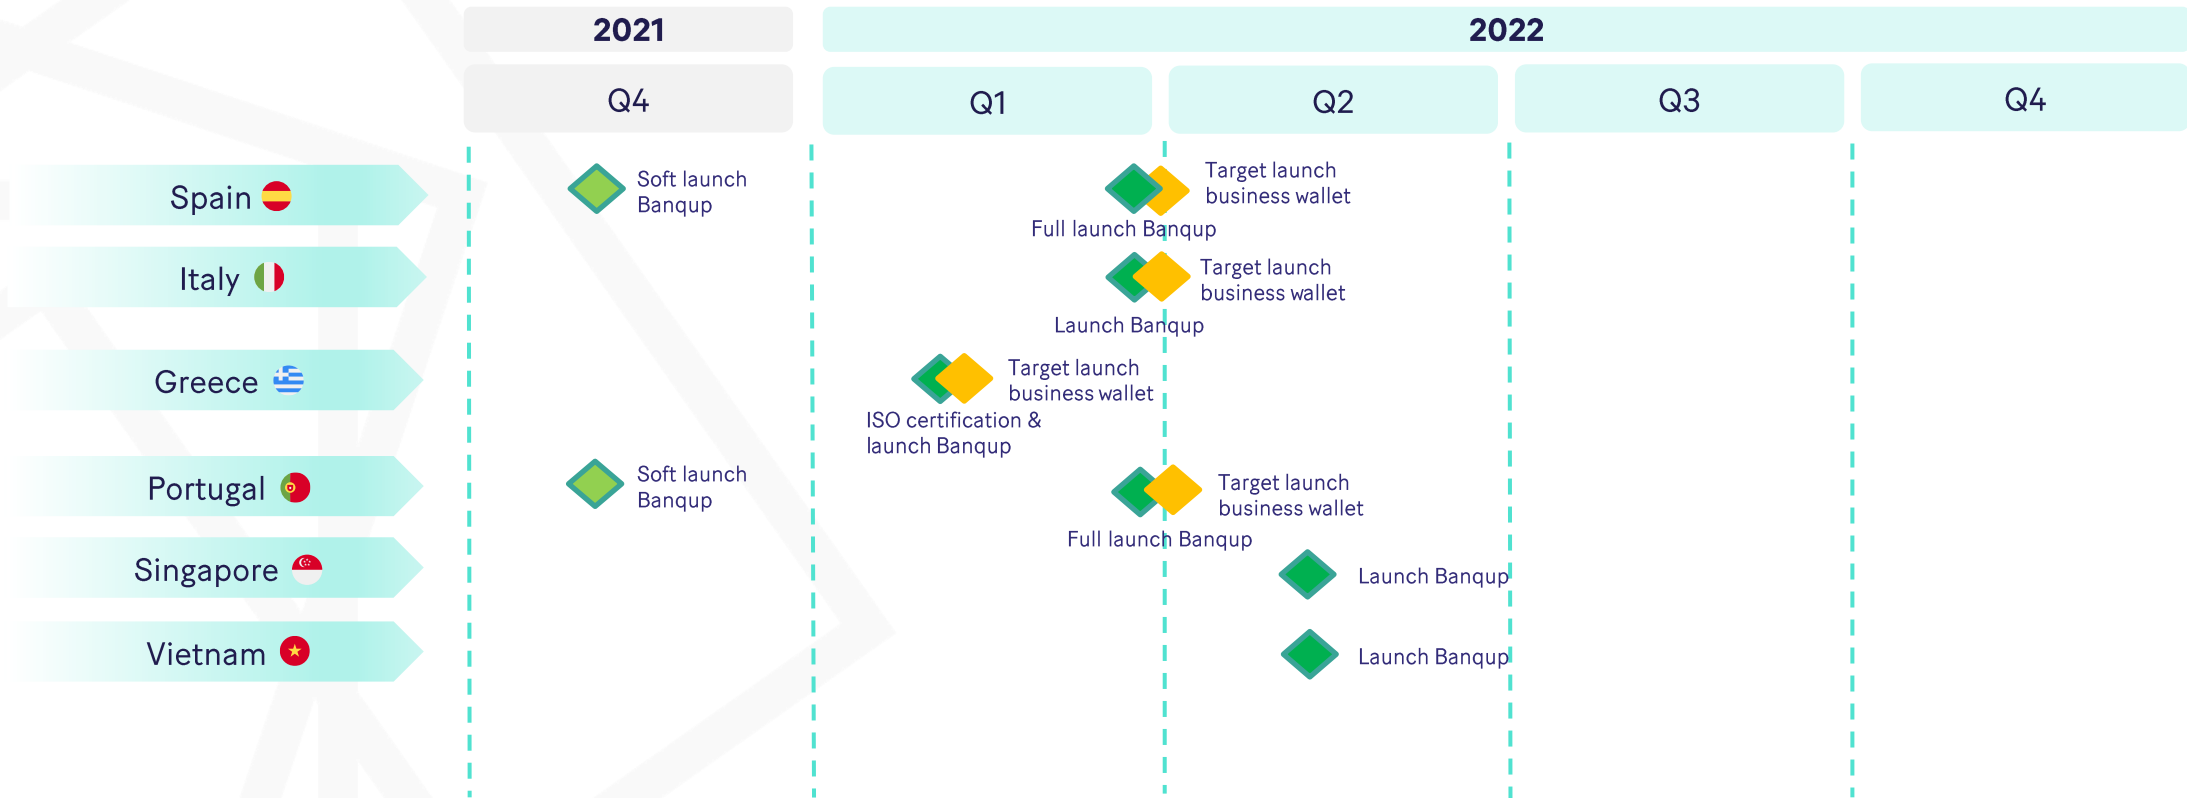 2021
2022
Q4
Q1
Q2
Q3
Q4
Spain
Soft launch
Banqup
Target launch
business wallet
Full launch Banqup
Italy
Target launch
business wallet
Launch Banqup
Greece
Target launch
business wallet
ISO certification &
launch Banqup
Portugal
Soft launch
Banqup
Target launch
business wallet
Full launch Banqup
Singapore
Launch Banqup
Vietnam
Launch Banqup